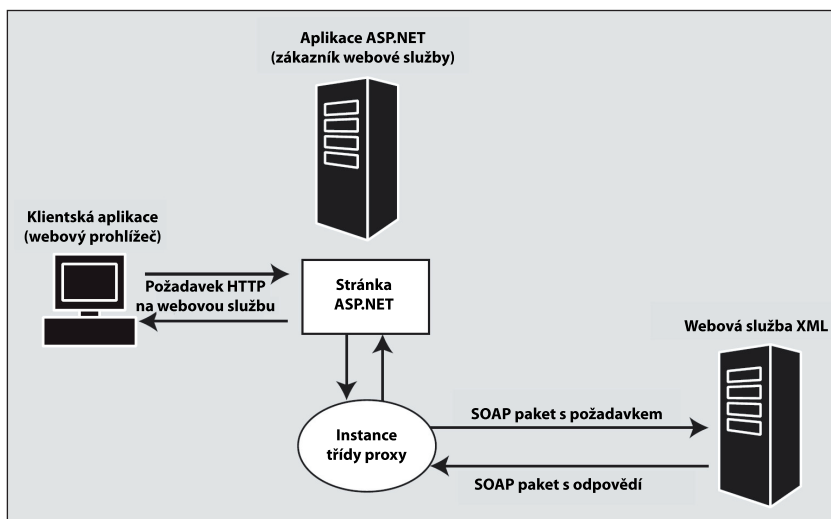 Aplikace ASP.NET
(zákazník webové služby)
Klientská aplikace
(webový prohlížeč)
Požadavek HTTP
na webovou službu
Stránka
ASP.NET
Webová služba XML
SOAP paket s požadavkem
Instance
třídy proxy
SOAP paket s odpovědí